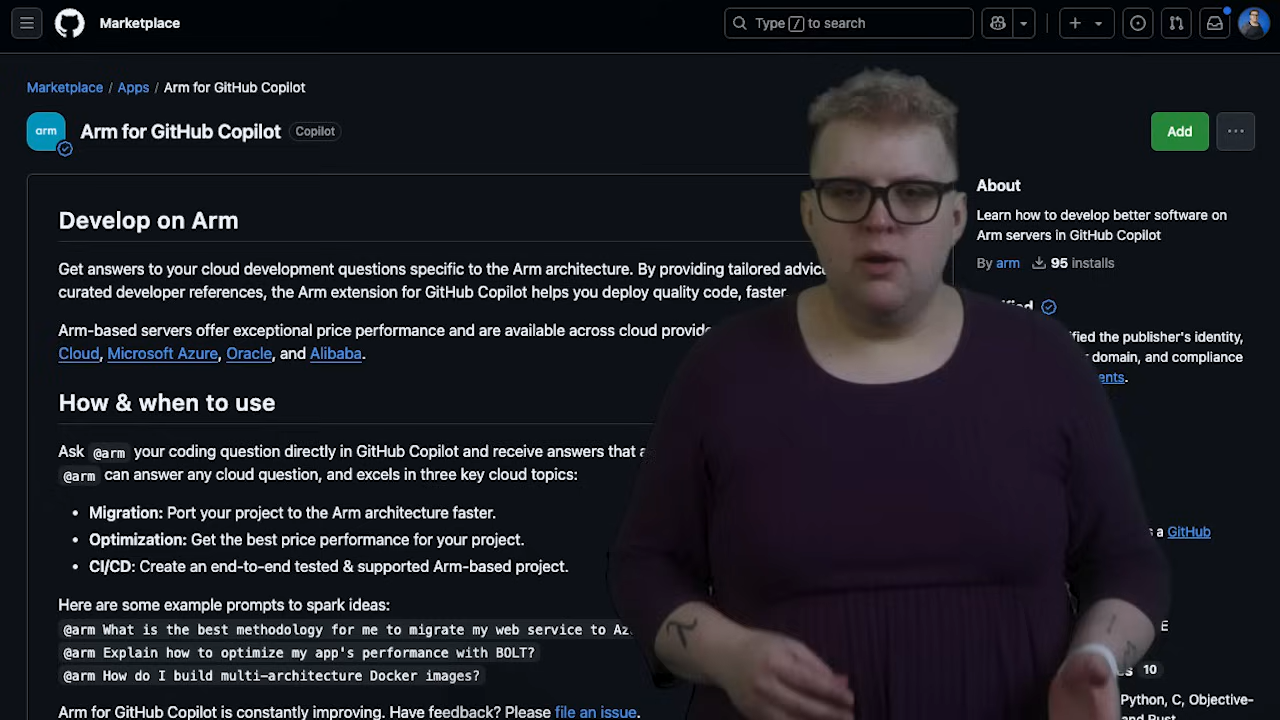 Marketplace
Type / to search
Marketplace / Apps / Arm for GitHub Copilot
arm
Arm for GitHub Copilot
Copilot
Add
Develop on Arm
Get answers to your cloud development questions specific to the Arm architecture. By providing tailored advic
curated developer references, the Arm extension for GitHub Copilot helps you deploy quality code, faster.
Arm-based servers offer exceptional price performance and are available across cloud provide
Cloud, Microsoft Azure, Oracle, and Alibaba.
How & when to use
Ask @arm your coding question directly in GitHub Copilot and receive answers that a
@arm can answer any cloud question, and excels in three key cloud topics:
• Migration: Port your project to the Arm architecture faster.
• Optimization: Get the best price performance for your project.
• CI/CD: Create an end-to-end tested & supported Arm-based project.
Here are some example prompts to spark ideas:
@arm What is the best methodology for me to migrate my web service to Az
@arm Explain how to optimize my app's performance with BOLT?
@arm How do I build multi-architecture Docker images?
Arm for GitHub Copilot is constantly improving. Have feedback? Please file an issue.
About
Learn how to develop better software on
Arm servers in GitHub Copilot
By arm 95 installs
ified the publisher's identity,
domain, and compliance
ents.
s a GitHub
E
es 10
Python, C, Objective-
and Rust